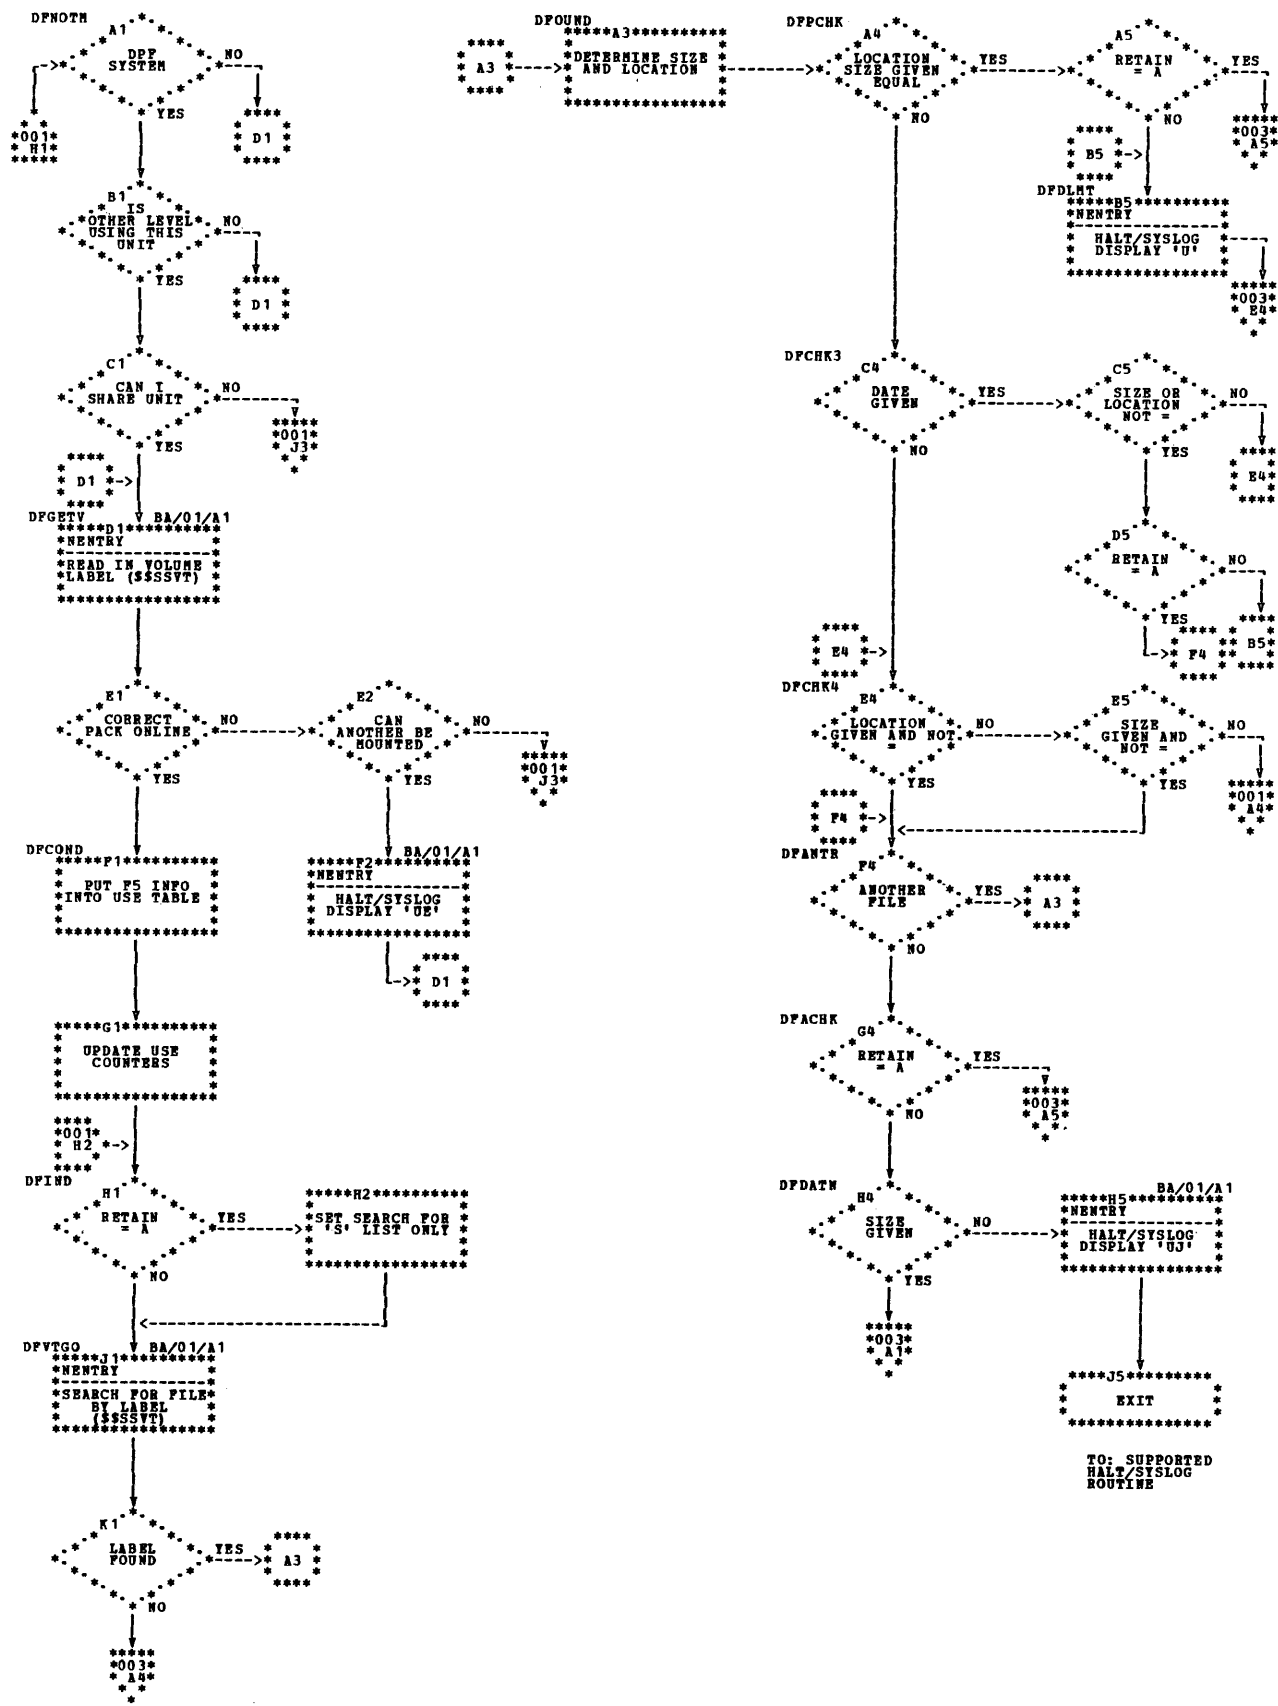 DFNOTM
A1
DPF
SYSTEM
NO
YES
*001*
H1
D1
B1
IS
OTHER LEVEL
USING THIS
UNIT
NO
YES
D1
C1
CAN I
SHARE UNIT
NO
YES
*001*
J3
D1
DFGETV
BA/01/A1
*****D1**********
*NENTRY
*READ IN VOLUME
LABEL ($$SSVT)
E1
CORRECT
PACK ONLINE
NO
YES
E2
CAN
ANOTHER BE
MOUNTED
NO
YES
*001*
J3
DFCOND
*****F1**********
PUT F5 INFO
INTO USE TABLE
BA/01/A1
*****F2**********
*NENTRY
HALT/SYSLOG
DISPLAY 'UE'
D1
*****G1**********
UPDATE USE
COUNTERS
*001*
H2
DFIND
H1
RETAIN
= A
YES
NO
*****H2**********
SET SEARCH FOR
'S' LIST ONLY
DFVTGO
BA/01/A1
*****J1**********
*NENTRY
*SEARCH FOR FILE*
BY LABEL
($$SSVT)
K1
LABEL
FOUND
YES
NO
A3
*003*
A4
DFOUND
A3
*****A3**********
DETERMINE SIZE
AND LOCATION
DFPCHK
A4
LOCATION
SIZE GIVEN
EQUAL
YES
NO
A5
RETAIN
= A
YES
NO
*003*
A5
B5
DFDLMT
*****B5**********
*NENTRY
HALT/SYSLOG
DISPLAY 'U'
*003*
E4
DFCHK3
C4
DATE
GIVEN
YES
NO
C5
SIZE OR
LOCATION
NOT =
NO
YES
E4
D5
RETAIN
= A
NO
YES
F4
B5
E4
DFCHK4
E4
LOCATION
GIVEN AND NOT
=
NO
YES
E5
SIZE
GIVEN AND
NOT =
NO
YES
*001*
A4
F4
DFANTR
F4
ANOTHER
FILE
YES
NO
A3
DFACHK
G4
RETAIN
= A
YES
NO
*003*
A5
DFDATN
H4
SIZE
GIVEN
NO
YES
*003*
A1
BA/01/A1
*****H5**********
*NENTRY
HALT/SYSLOG
DISPLAY 'UJ'
****J5*********
EXIT
TO: SUPPORTED
HALT/SYSLOG
ROUTINE